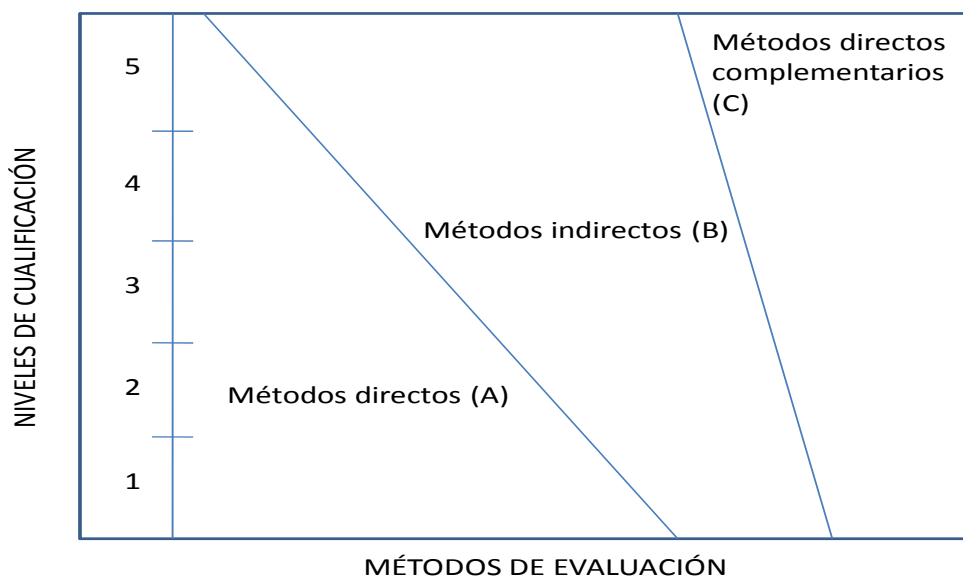 NIVELES DE CUALIFICACIÓN
5
4
3
2
1
Métodos directos (A)
Métodos indirectos (B)
Métodos directos
complementarios
(C)
MÉTODOS DE EVALUACIÓN